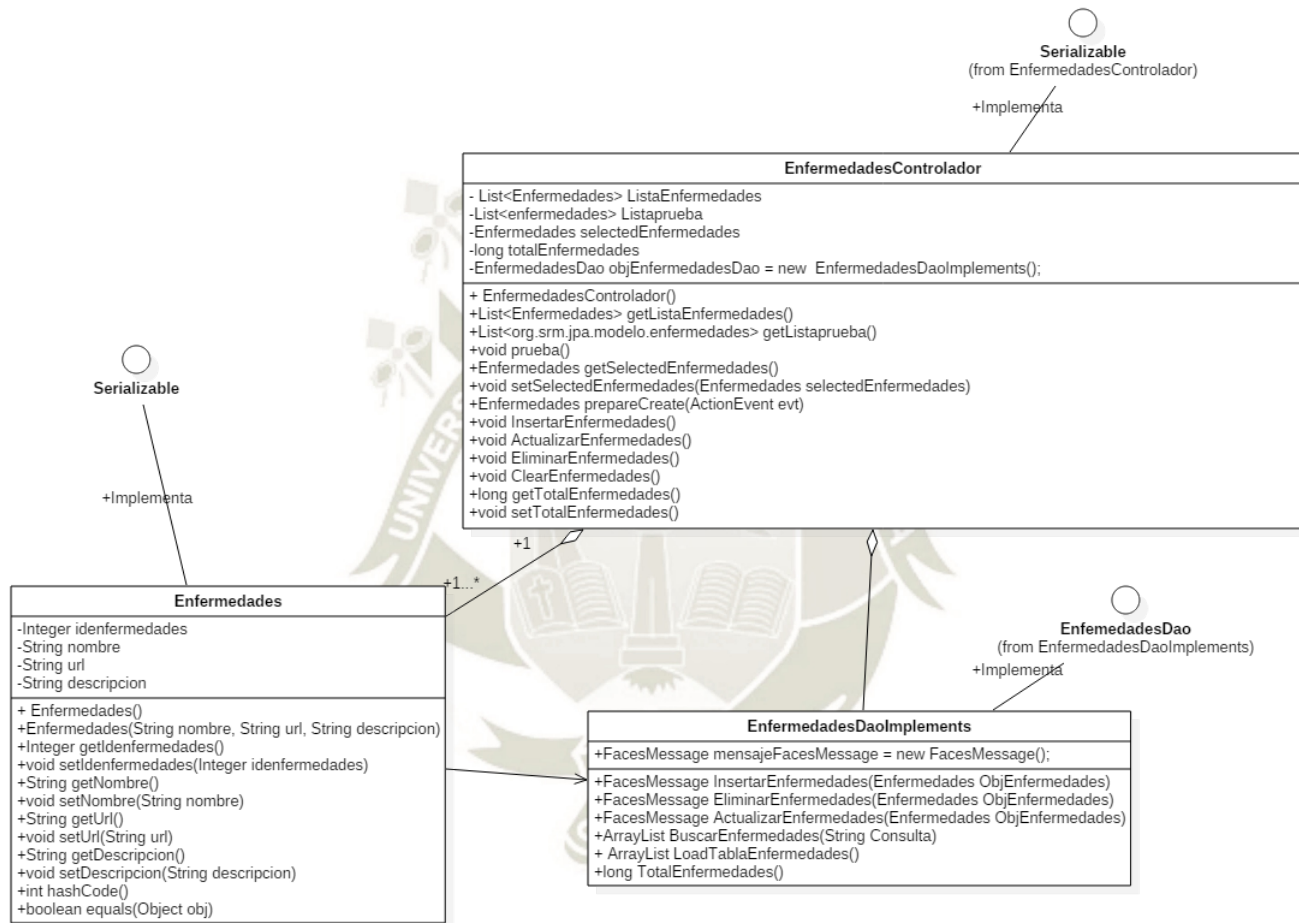 Serializable
(from EnfermedadesControlador)
+Implementa
EnfermedadesControlador
- List<Enfermedades> ListaEnfermedades
-List<enfermedades> Listaprueba
-Enfermedades selectedEnfermedades
-long totalEnfermedades
-EnfermedadesDao objEnfermedadesDao = new EnfermedadesDaoImplements();
+ EnfermedadesControlador()
+List<Enfermedades> getListaEnfermedades()
+List<org.srm.jpa.modelo.enfermedades> getListaprueba()
+void prueba()
+Enfermedades getSelectedEnfermedades()
+void setSelectedEnfermedades(Enfermedades selectedEnfermedades)
+Enfermedades prepareCreate(ActionEvent evt)
+void InsertarEnfermedades()
+void ActualizarEnfermedades()
+void EliminarEnfermedades()
+void ClearEnfermedades()
+long getTotalEnfermedades()
+void setTotalEnfermedades()
Serializable
+Implementa
UNIVERS
+1
+1...*
Enfermedades
-Integer idenfermedades
-String nombre
-String url
-String descripcion
+ Enfermedades()
+Enfermedades(String nombre, String url, String descripcion)
+Integer getIdenfermedades()
+void setIdenfermedades(Integer idenfermedades)
+String getNombre()
+void setNombre(String nombre)
+String getUrl()
+void setUrl(String url)
+String getDescripcion()
+void setDescripcion(String descripcion)
+int hashCode()
+boolean equals(Object obj)
EnfemedadesDao
(from EnfermedadesDaoImplements)
+Implementa
EnfermedadesDaoImplements
+FacesMessage mensajeFacesMessage = new FacesMessage();
+FacesMessage InsertarEnfermedades(Enfermedades ObjEnfermedades)
+FacesMessage EliminarEnfermedades(Enfermedades ObjEnfermedades)
+FacesMessage ActualizarEnfermedades(Enfermedades ObjEnfermedades)
+ArrayList BuscarEnfermedades(String Consulta)
+ ArrayList LoadTablaEnfermedades()
+long TotalEnfermedades()